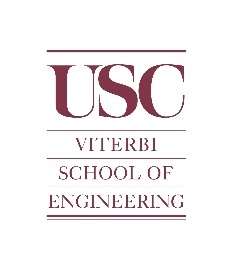 USC
VITERBI
SCHOOL OF
ENGINEERING